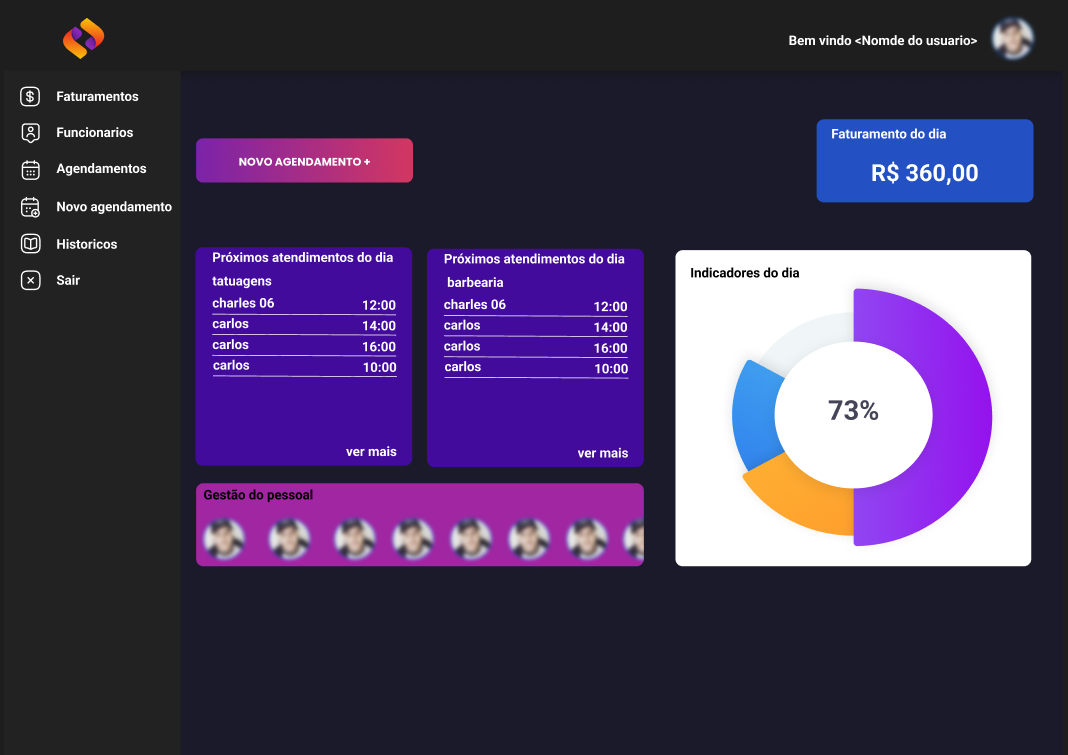 Bem vindo <Nomde do usuario>
Faturamentos
Funcionarios
Agendamentos
Novo agendamento
Historicos
Sair
NOVO AGENDAMENTO +
Faturamento do dia
R$ 360,00
Próximos atendimentos do dia
tatuagens
charles 06 12:00
carlos 14:00
carlos 16:00
carlos 10:00
ver mais
Próximos atendimentos do dia
barbearia
charles 06 12:00
carlos 14:00
carlos 16:00
carlos 10:00
ver mais
Indicadores do dia
73%
Gestão do pessoal